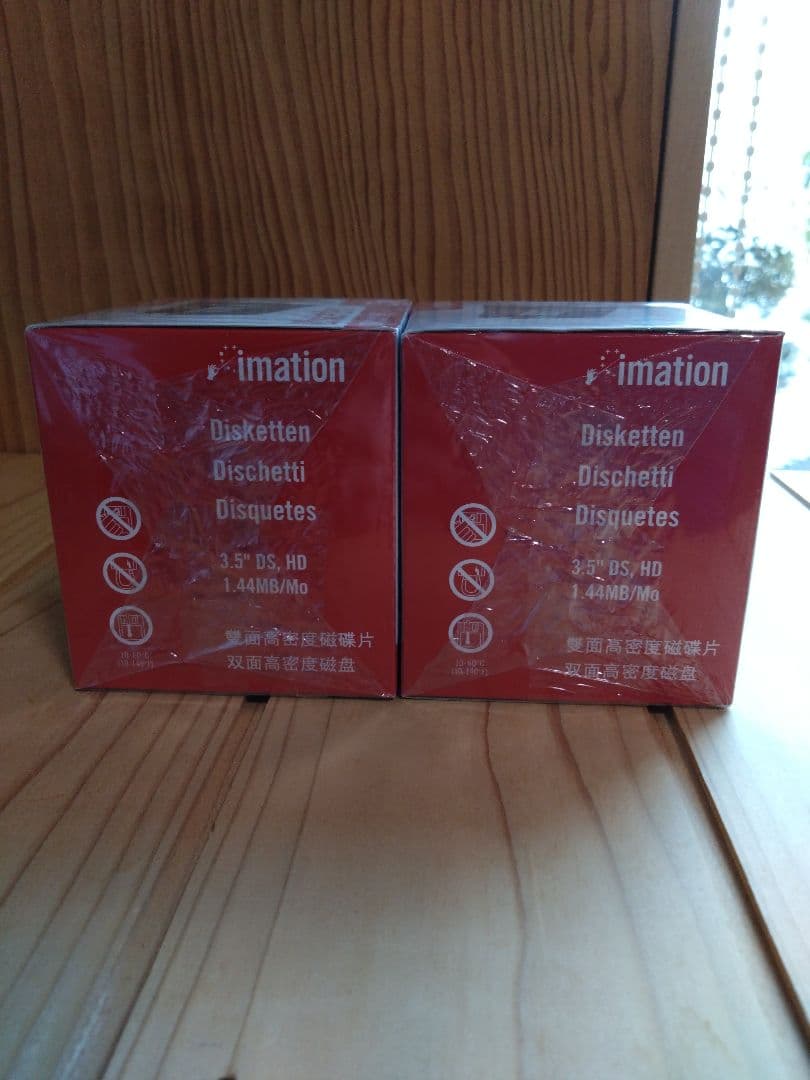 imation
Disketten
Dischetti
Disquetes
3.5" DS, HD
1.44MB/Mo
雙面高密度磁碟片
双面高密度磁盘
imation
Disketten
Dischetti
Disquetes
3.5" DS, HD
1.44MB/Mo
雙面高密度磁碟片
双面高密度磁盘